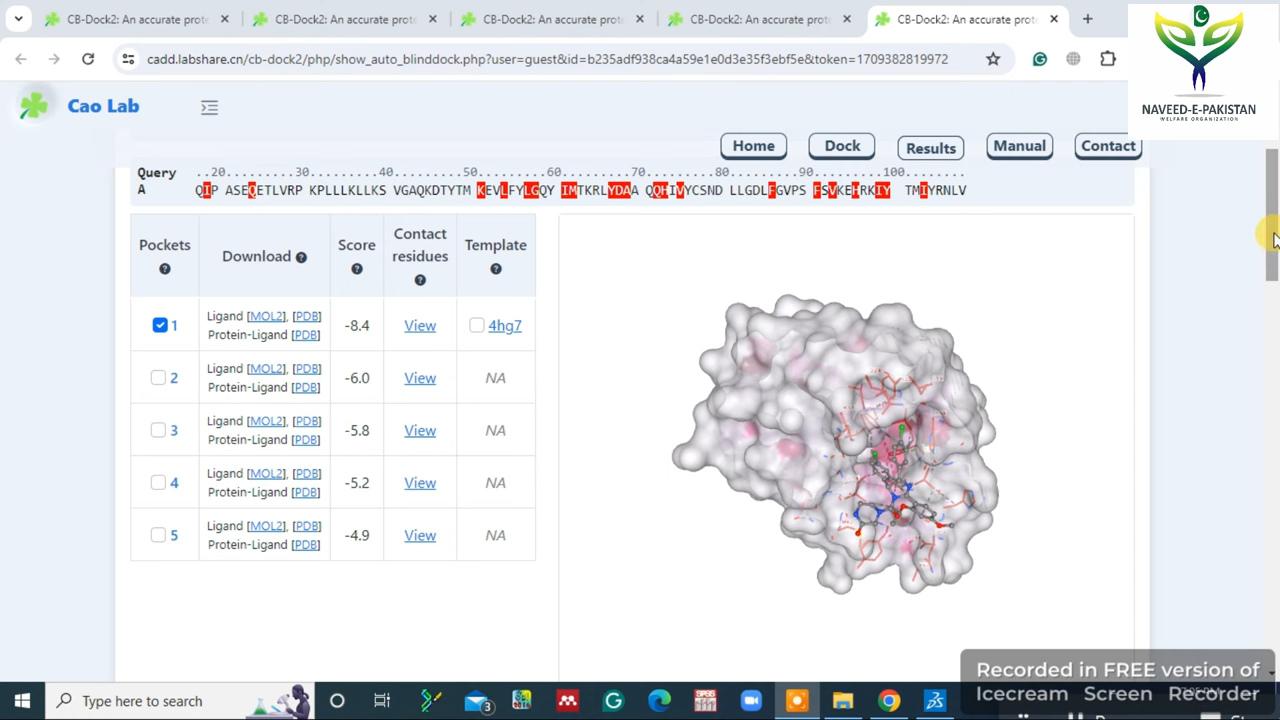 CB-Dock2: An accurate prote
CB-Dock2: An accurate prote
CB-Dock2: An accurate prote
CB-Dock2: An accurate prote
CB-Dock2: An accurate prote
cadd.labshare.cn/cb-dock2/php/show_auto_blinddock.php?user=guest&id=b235adf938ca4a59e1e0d3e35f3ebf5e&token=1709382819972
NAVEED-E-PAKISTAN
WELFARE ORGANIZATION
Cao Lab
Home Dock Results Manual Contact
Query ..20........30........40........50........60........70........80........90.......100........
A QIP ASEQETLVRP KPLLLKLLKS VGAQKDTYTM KEVLFYLGQY IMTKRLYDAA QQHIVYCSND LLGDLFGVPS FSVKEHRKIY TMIYRNLV
Pockets Download Score Contact residues Template
1 Ligand [MOL2], [PDB] Protein-Ligand [PDB] -8.4 View 4hg7
2 Ligand [MOL2], [PDB] Protein-Ligand [PDB] -6.0 View NA
3 Ligand [MOL2], [PDB] Protein-Ligand [PDB] -5.8 View NA
4 Ligand [MOL2], [PDB] Protein-Ligand [PDB] -5.2 View NA
5 Ligand [MOL2], [PDB] Protein-Ligand [PDB] -4.9 View NA
Recorded in FREE version of
Icecream Screen Recorder
Type here to search
3
SPSS